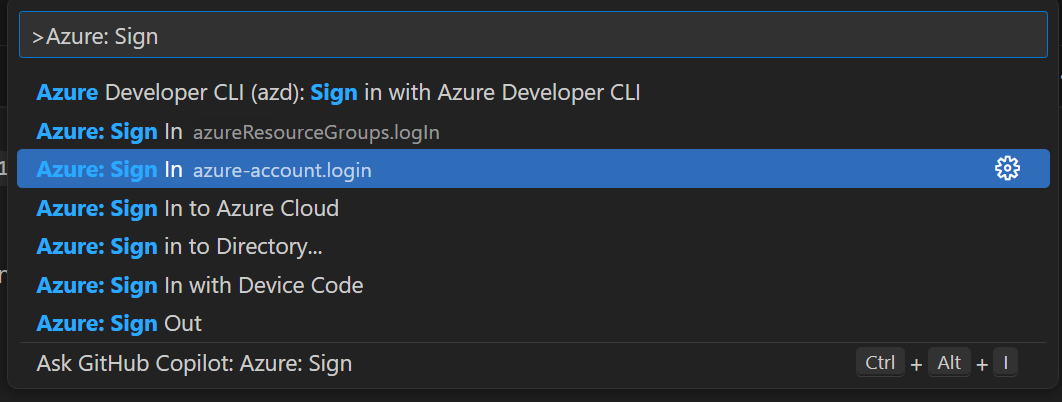 >Azure: Sign
Azure Developer CLI (azd): Sign in with Azure Developer CLI
Azure: Sign In azureResourceGroups.logIn
Azure: Sign In azure-account.login
Azure: Sign In to Azure Cloud
Azure: Sign in to Directory...
Azure: Sign In with Device Code
Azure: Sign Out
Ask GitHub Copilot: Azure: Sign Ctrl + Alt + I